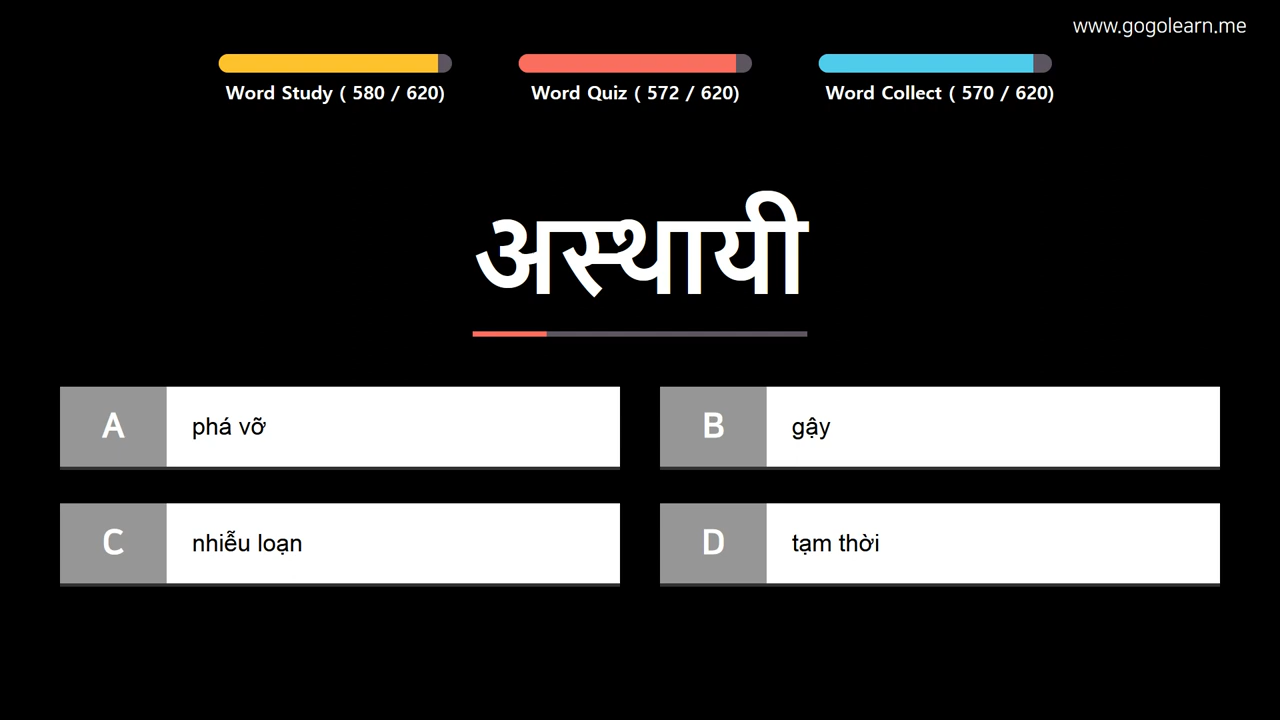 www.gogolearn.me
Word Study ( 580 / 620)
Word Quiz ( 572 / 620)
Word Collect ( 570 / 620)
अस्थायी
A
phá vỡ
B
gậy
C
nhiễu loạn
D
tạm thời